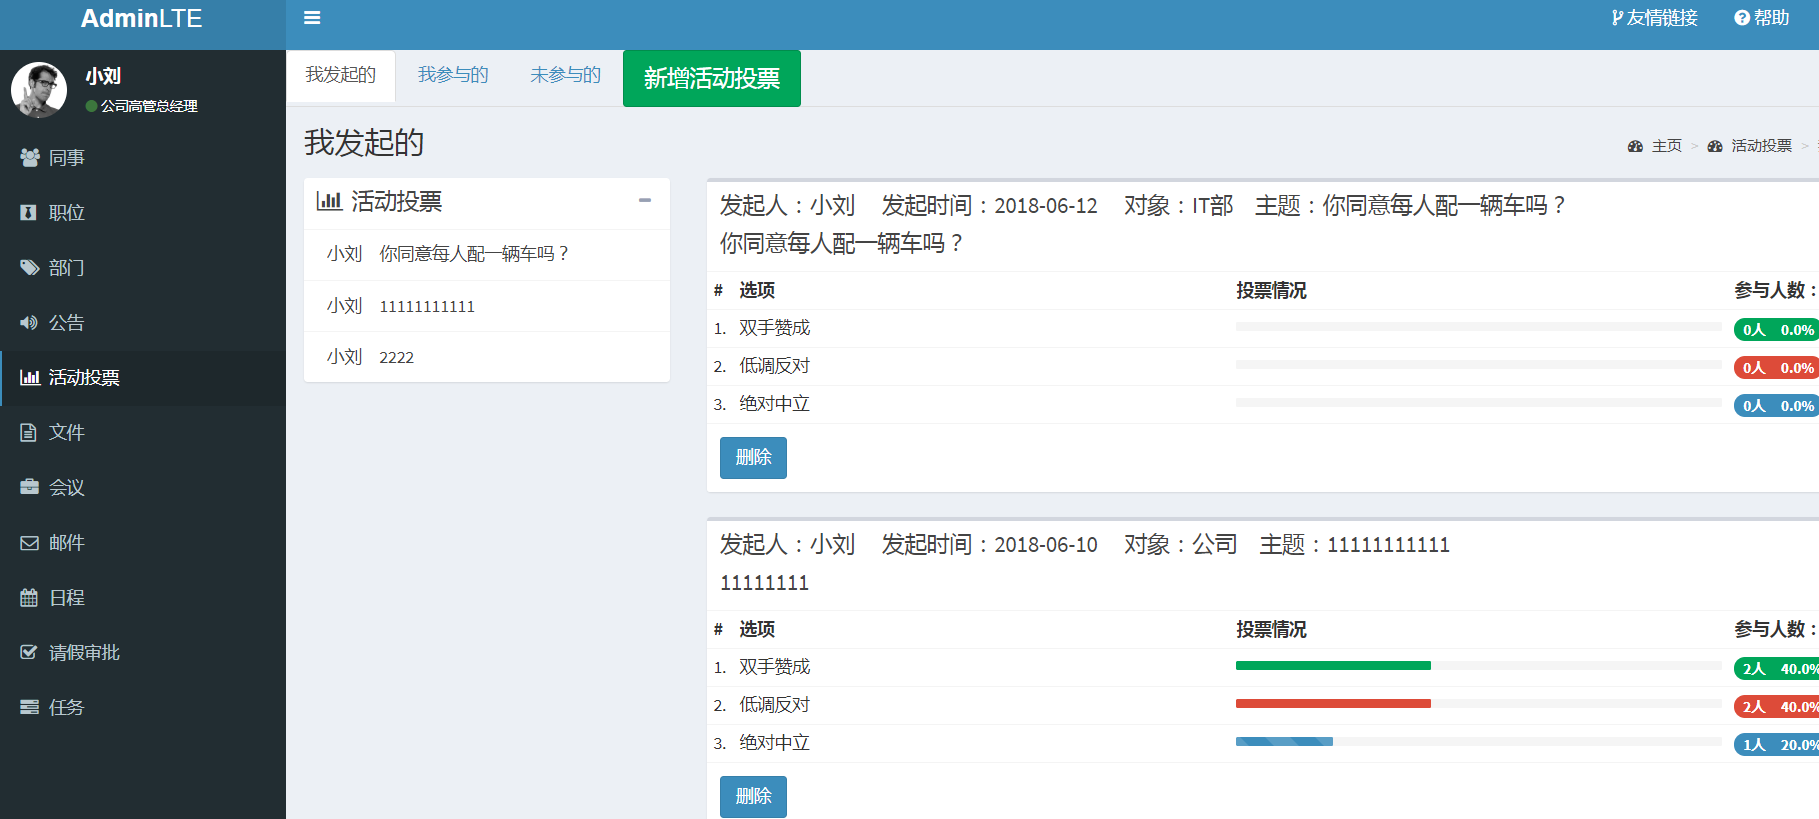 AdminLTE
友情链接 帮助
小刘
公司高管总经理
同事
职位
部门
公告
活动投票
文件
会议
邮件
日程
请假审批
任务
我发起的 我参与的 未参与的 新增活动投票
我发起的
主页 > 活动投票 >
活动投票
小刘 你同意每人配一辆车吗？
小刘 11111111111
小刘 2222
发起人：小刘 发起时间：2018-06-12 对象：IT部 主题：你同意每人配一辆车吗？
你同意每人配一辆车吗？
# 选项 投票情况 参与人数：
1. 双手赞成 0人 0.0%
2. 低调反对 0人 0.0%
3. 绝对中立 0人 0.0%
删除
发起人：小刘 发起时间：2018-06-10 对象：公司 主题：11111111111
11111111
# 选项 投票情况 参与人数：
1. 双手赞成 2人 40.0%
2. 低调反对 2人 40.0%
3. 绝对中立 1人 20.0%
删除